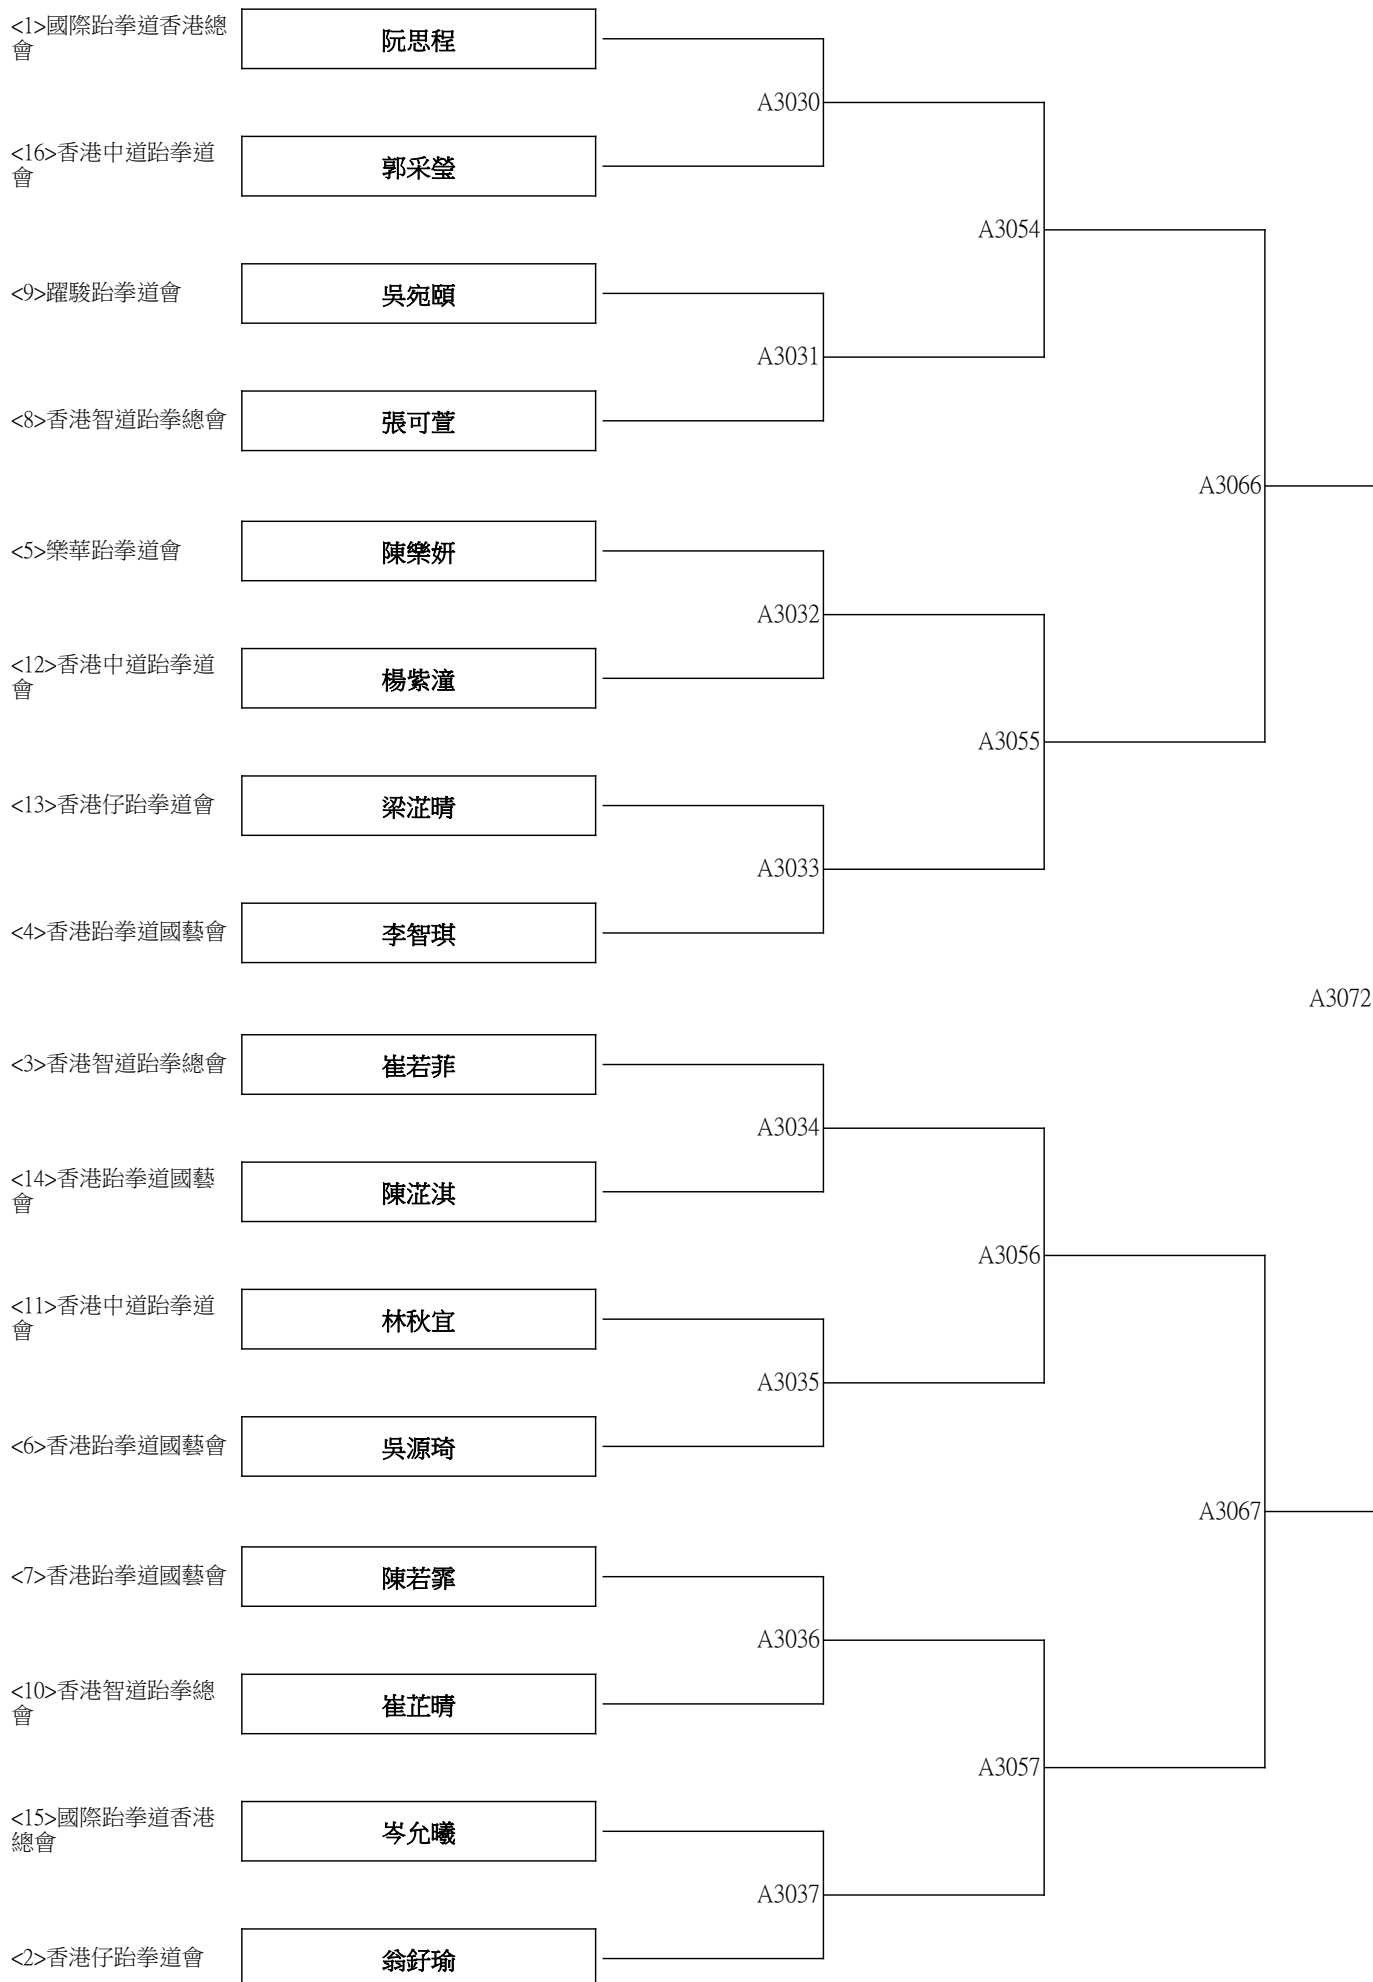 <1>國際跆拳道香港總
會
阮思程
A3030
<16>香港中道跆拳道
會
郭采瑩
A3054
<9>躍駿跆拳道會
吳宛頤
A3031
<8>香港智道跆拳總會
張可萱
A3066
<5>樂華跆拳道會
陳樂妍
A3032
<12>香港中道跆拳道
會
楊紫潼
A3055
<13>香港仔跆拳道會
梁淽晴
A3033
<4>香港跆拳道國藝會
李智琪
A3072
<3>香港智道跆拳總會
崔若菲
A3034
<14>香港跆拳道國藝
會
陳淽淇
A3056
<11>香港中道跆拳道
會
林秋宜
A3035
<6>香港跆拳道國藝會
吳源琦
A3067
<7>香港跆拳道國藝會
陳若霏
A3036
<10>香港智道跆拳總
會
崔芷晴
A3057
<15>國際跆拳道香港
總會
岑允曦
A3037
<2>香港仔跆拳道會
翁釨瑜